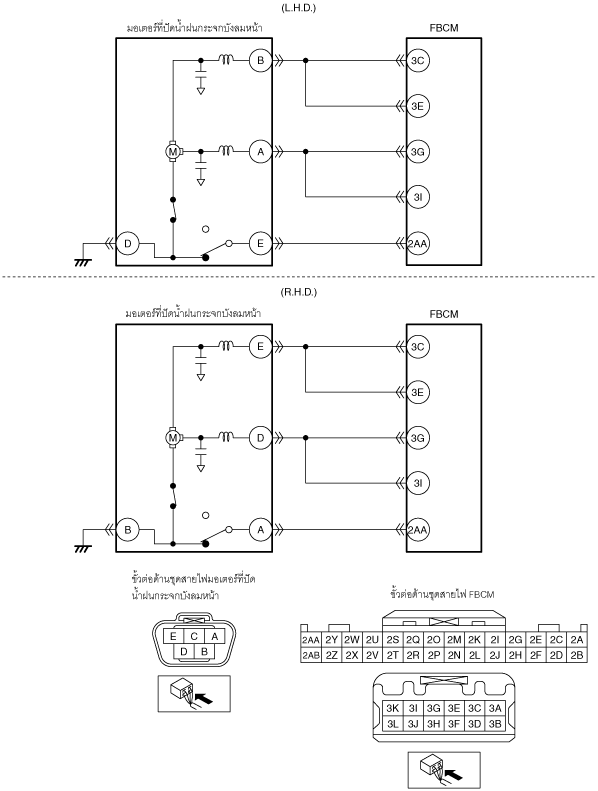 (L.H.D.)
มอเตอร์ที่ปัดน้ำฝนกระจกบังลมหน้า
FBCM
B
3C
3E
M
A
3G
3I
D
E
2AA
(R.H.D.)
มอเตอร์ที่ปัดน้ำฝนกระจกบังลมหน้า
FBCM
E
3C
3E
M
D
3G
3I
B
A
2AA
ขั้วต่อด้านชุดสายไฟมอเตอร์ที่ปัด
น้ำฝนกระจกบังลมหน้า
E C A
D B
ขั้วต่อด้านชุดสายไฟ FBCM
2AA 2Y 2W 2U 2S 2Q 2O 2M 2K 2I 2G 2E 2C 2A
2AB 2Z 2X 2V 2T 2R 2P 2N 2L 2J 2H 2F 2D 2B
3K 3I 3G 3E 3C 3A
3L 3J 3H 3F 3D 3B